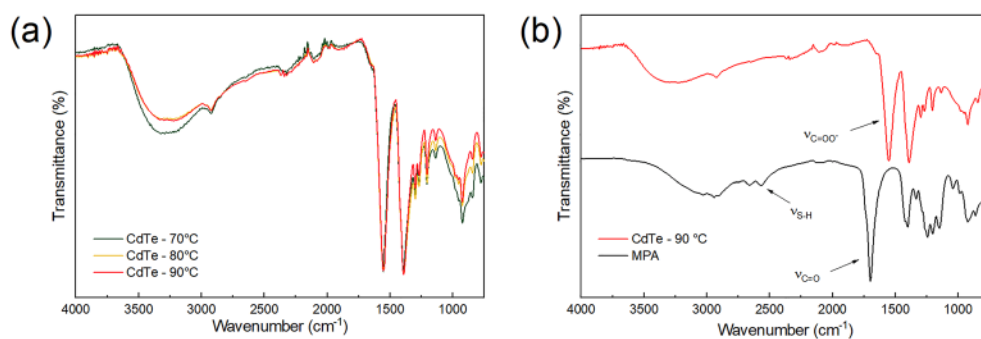 (a)
Transmittance (%)
CdTe - 70ºC
CdTe - 80ºC
CdTe - 90ºC
4000 3500 3000 2500 2000 1500 1000
Wavenumber (cm⁻¹)
(b)
Transmittance (%)
νC=OO⁻
νS-H
νC=O
CdTe - 90 ºC
MPA
4000 3500 3000 2500 2000 1500 1000
Wavenumber (cm⁻¹)